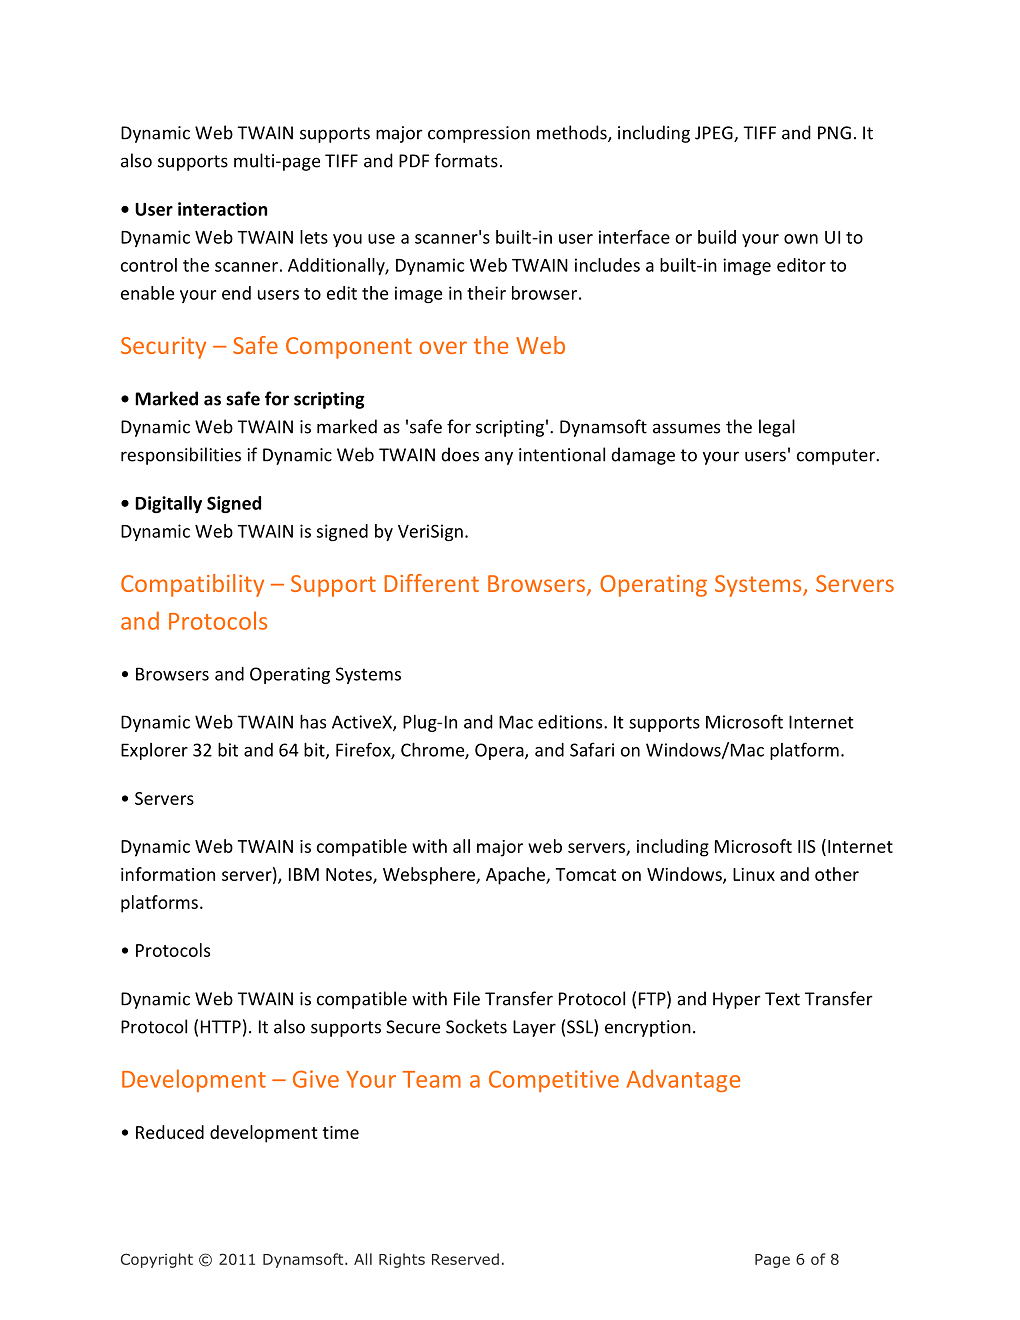 Dynamic Web TWAIN supports major compression methods, including JPEG, TIFF and PNG. It
also supports multi-page TIFF and PDF formats.
• User interaction
Dynamic Web TWAIN lets you use a scanner's built-in user interface or build your own UI to
control the scanner. Additionally, Dynamic Web TWAIN includes a built-in image editor to
enable your end users to edit the image in their browser.
Security – Safe Component over the Web
• Marked as safe for scripting
Dynamic Web TWAIN is marked as 'safe for scripting'. Dynamsoft assumes the legal
responsibilities if Dynamic Web TWAIN does any intentional damage to your users' computer.
• Digitally Signed
Dynamic Web TWAIN is signed by VeriSign.
Compatibility – Support Different Browsers, Operating Systems, Servers
and Protocols
• Browsers and Operating Systems
Dynamic Web TWAIN has ActiveX, Plug-In and Mac editions. It supports Microsoft Internet
Explorer 32 bit and 64 bit, Firefox, Chrome, Opera, and Safari on Windows/Mac platform.
• Servers
Dynamic Web TWAIN is compatible with all major web servers, including Microsoft IIS (Internet
information server), IBM Notes, Websphere, Apache, Tomcat on Windows, Linux and other
platforms.
• Protocols
Dynamic Web TWAIN is compatible with File Transfer Protocol (FTP) and Hyper Text Transfer
Protocol (HTTP). It also supports Secure Sockets Layer (SSL) encryption.
Development – Give Your Team a Competitive Advantage
• Reduced development time
Copyright © 2011 Dynamsoft. All Rights Reserved. Page 6 of 8